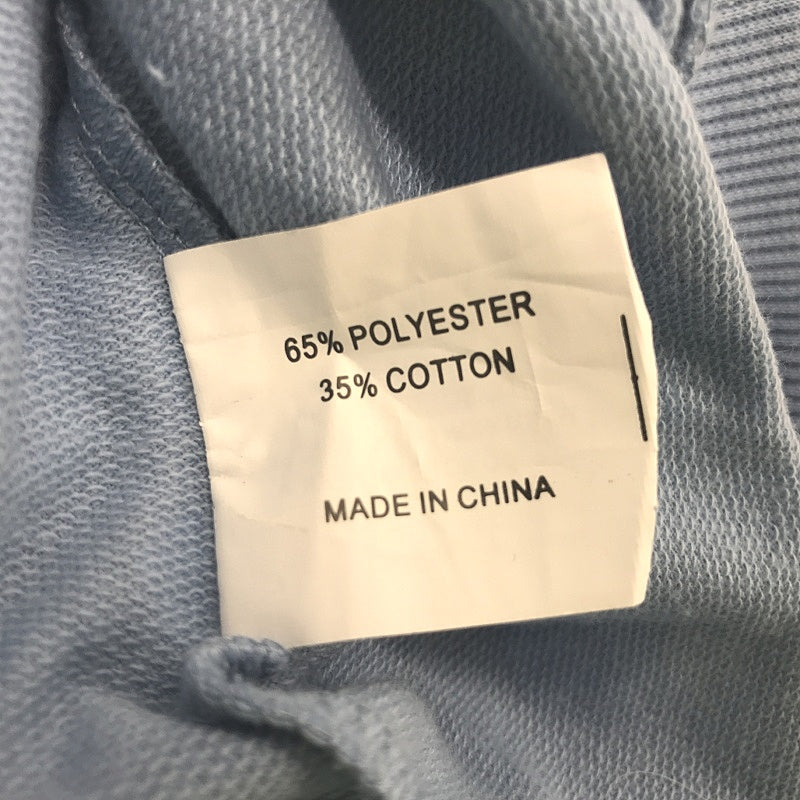 65% POLYESTER
35% COTTON
MADE IN CHINA